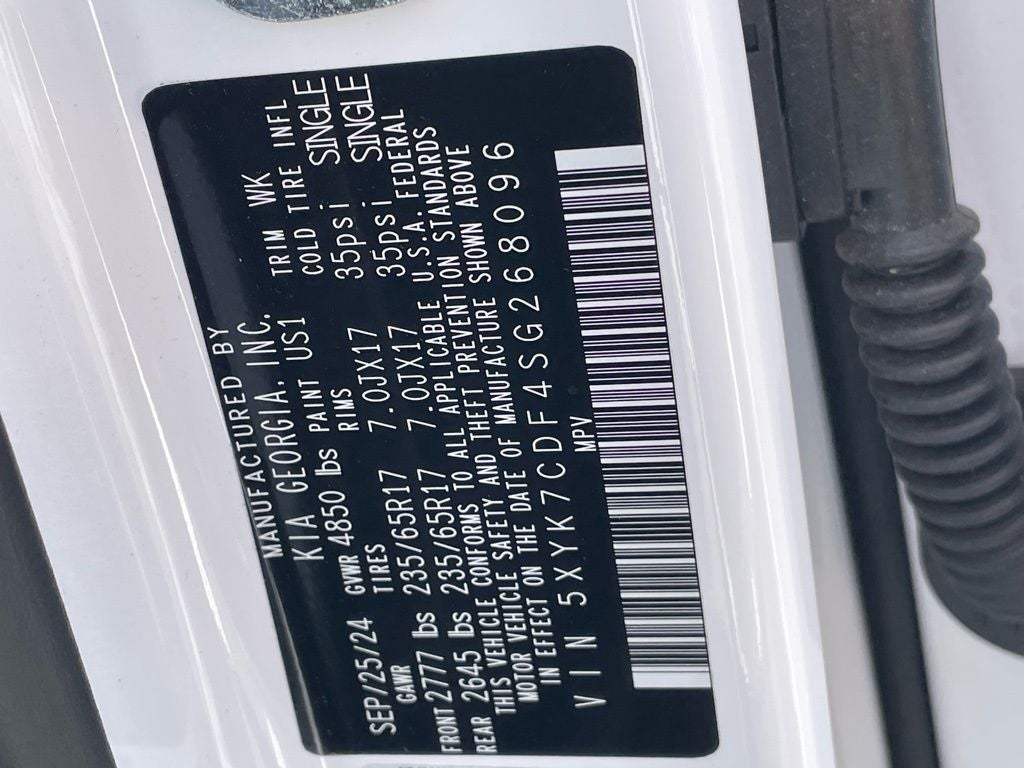 MANUFACTURED BY
KIA GEORGIA, INC.
SEP/25/24 GVWR 4850 lbs PAINT US1 TRIM WK
GAWR TIRES RIMS COLD TIRE INFL
FRONT 2777 lbs 235/65R17 7.0JX17 35psi SINGLE
REAR 2645 lbs 235/65R17 7.0JX17 35psi SINGLE
THIS VEHICLE CONFORMS TO ALL APPLICABLE U.S.A. FEDERAL
MOTOR VEHICLE SAFETY AND THEFT PREVENTION STANDARDS
IN EFFECT ON THE DATE OF MANUFACTURE SHOWN ABOVE
VIN 5XYK7CDF4SG268096
MPV